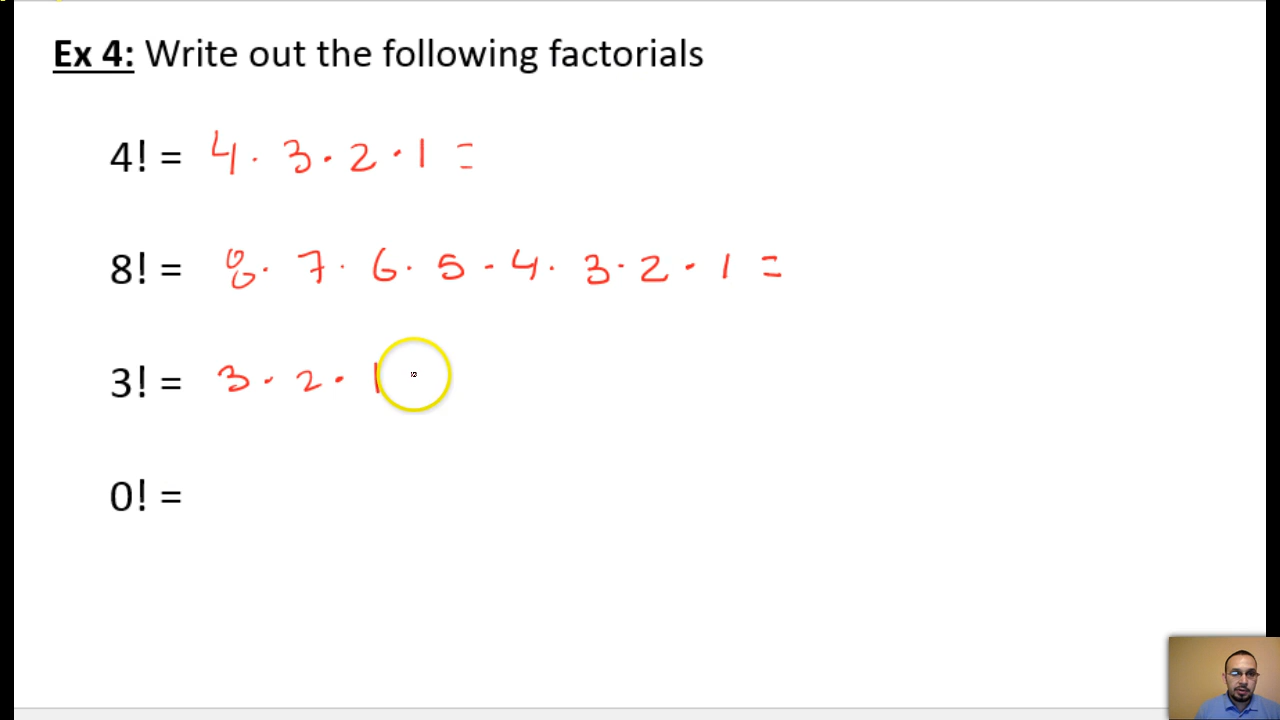 Ex 4: Write out the following factorials
4! = 4 · 3 · 2 · 1 =
8! = 8 · 7 · 6 · 5 · 4 · 3 · 2 · 1 =
3! = 3 · 2 · 1
0! =